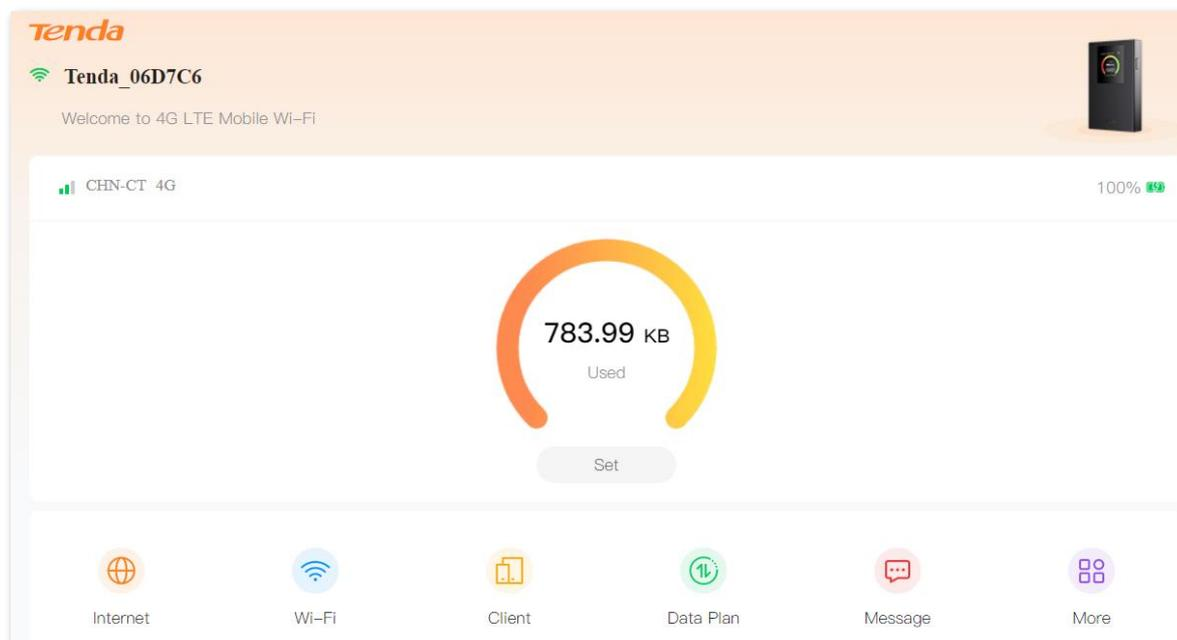 Tenda
Tenda_06D7C6
Welcome to 4G LTE Mobile Wi-Fi
CHN-CT 4G
100%
783.99 KB
Used
Set
Internet
Wi-Fi
Client
Data Plan
Message
More